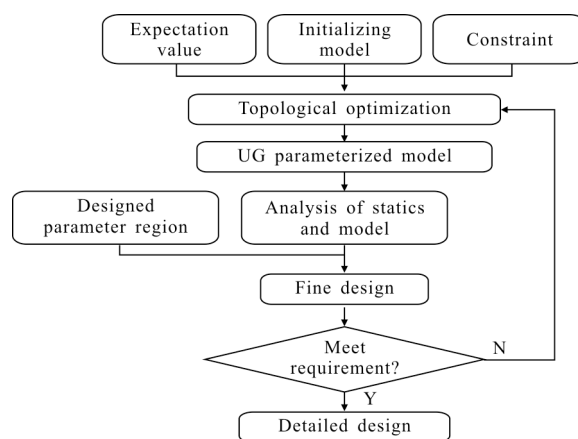 Expectation
value
Initializing
model
Constraint
Topological optimization
UG parameterized model
Designed
parameter region
Analysis of statics
and model
Fine design
Meet
requirement?
N
Y
Detailed design